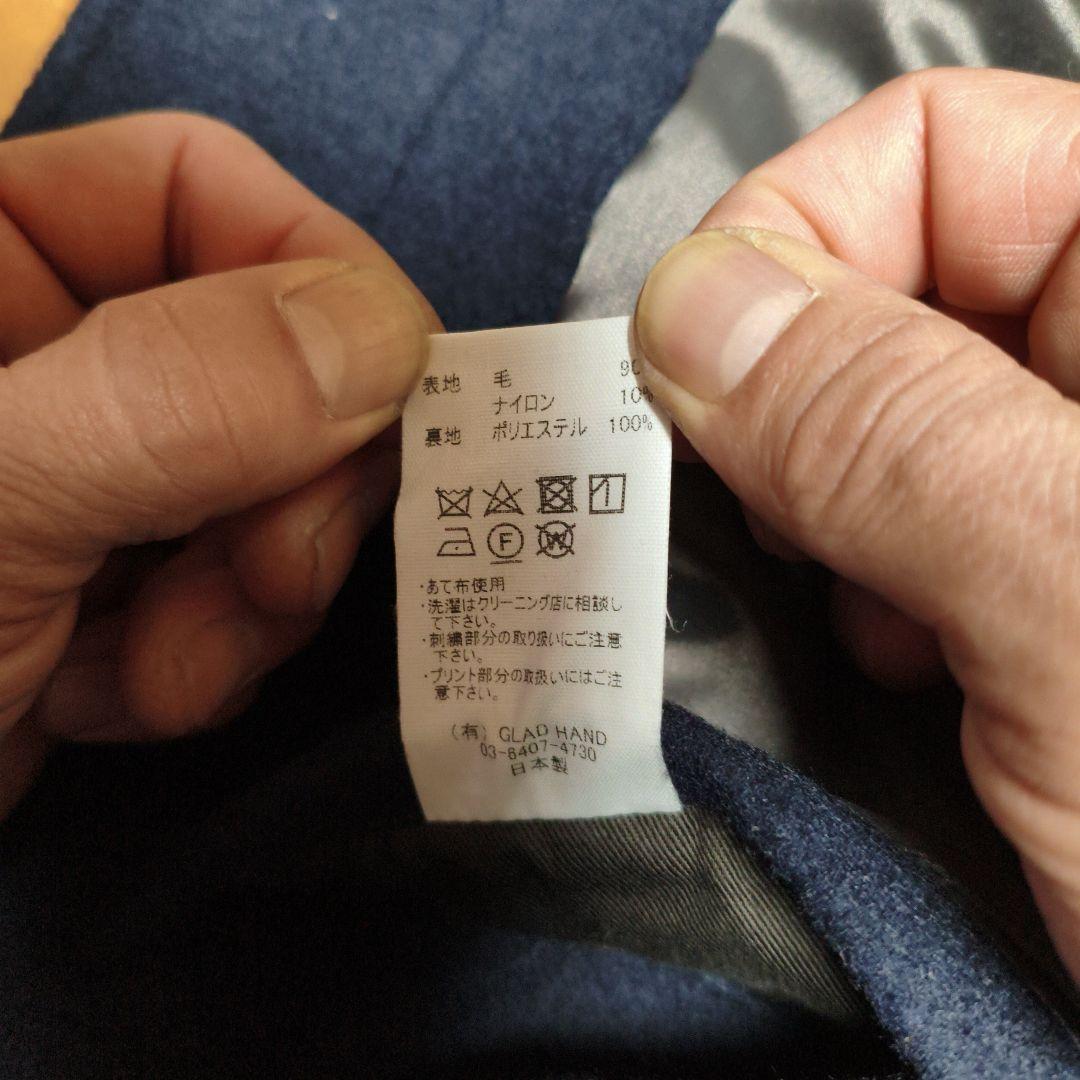 表地 毛 90
ナイロン 10%
裏地 ポリエステル 100%
F W
・あて布使用
・洗濯はクリーニング店に相談し
て下さい。
・刺繍部分の取り扱いにご注意
下さい。
・プリント部分の取扱いにはご注
意下さい。
(有) GLAD HAND
03-6407-4730
日本製